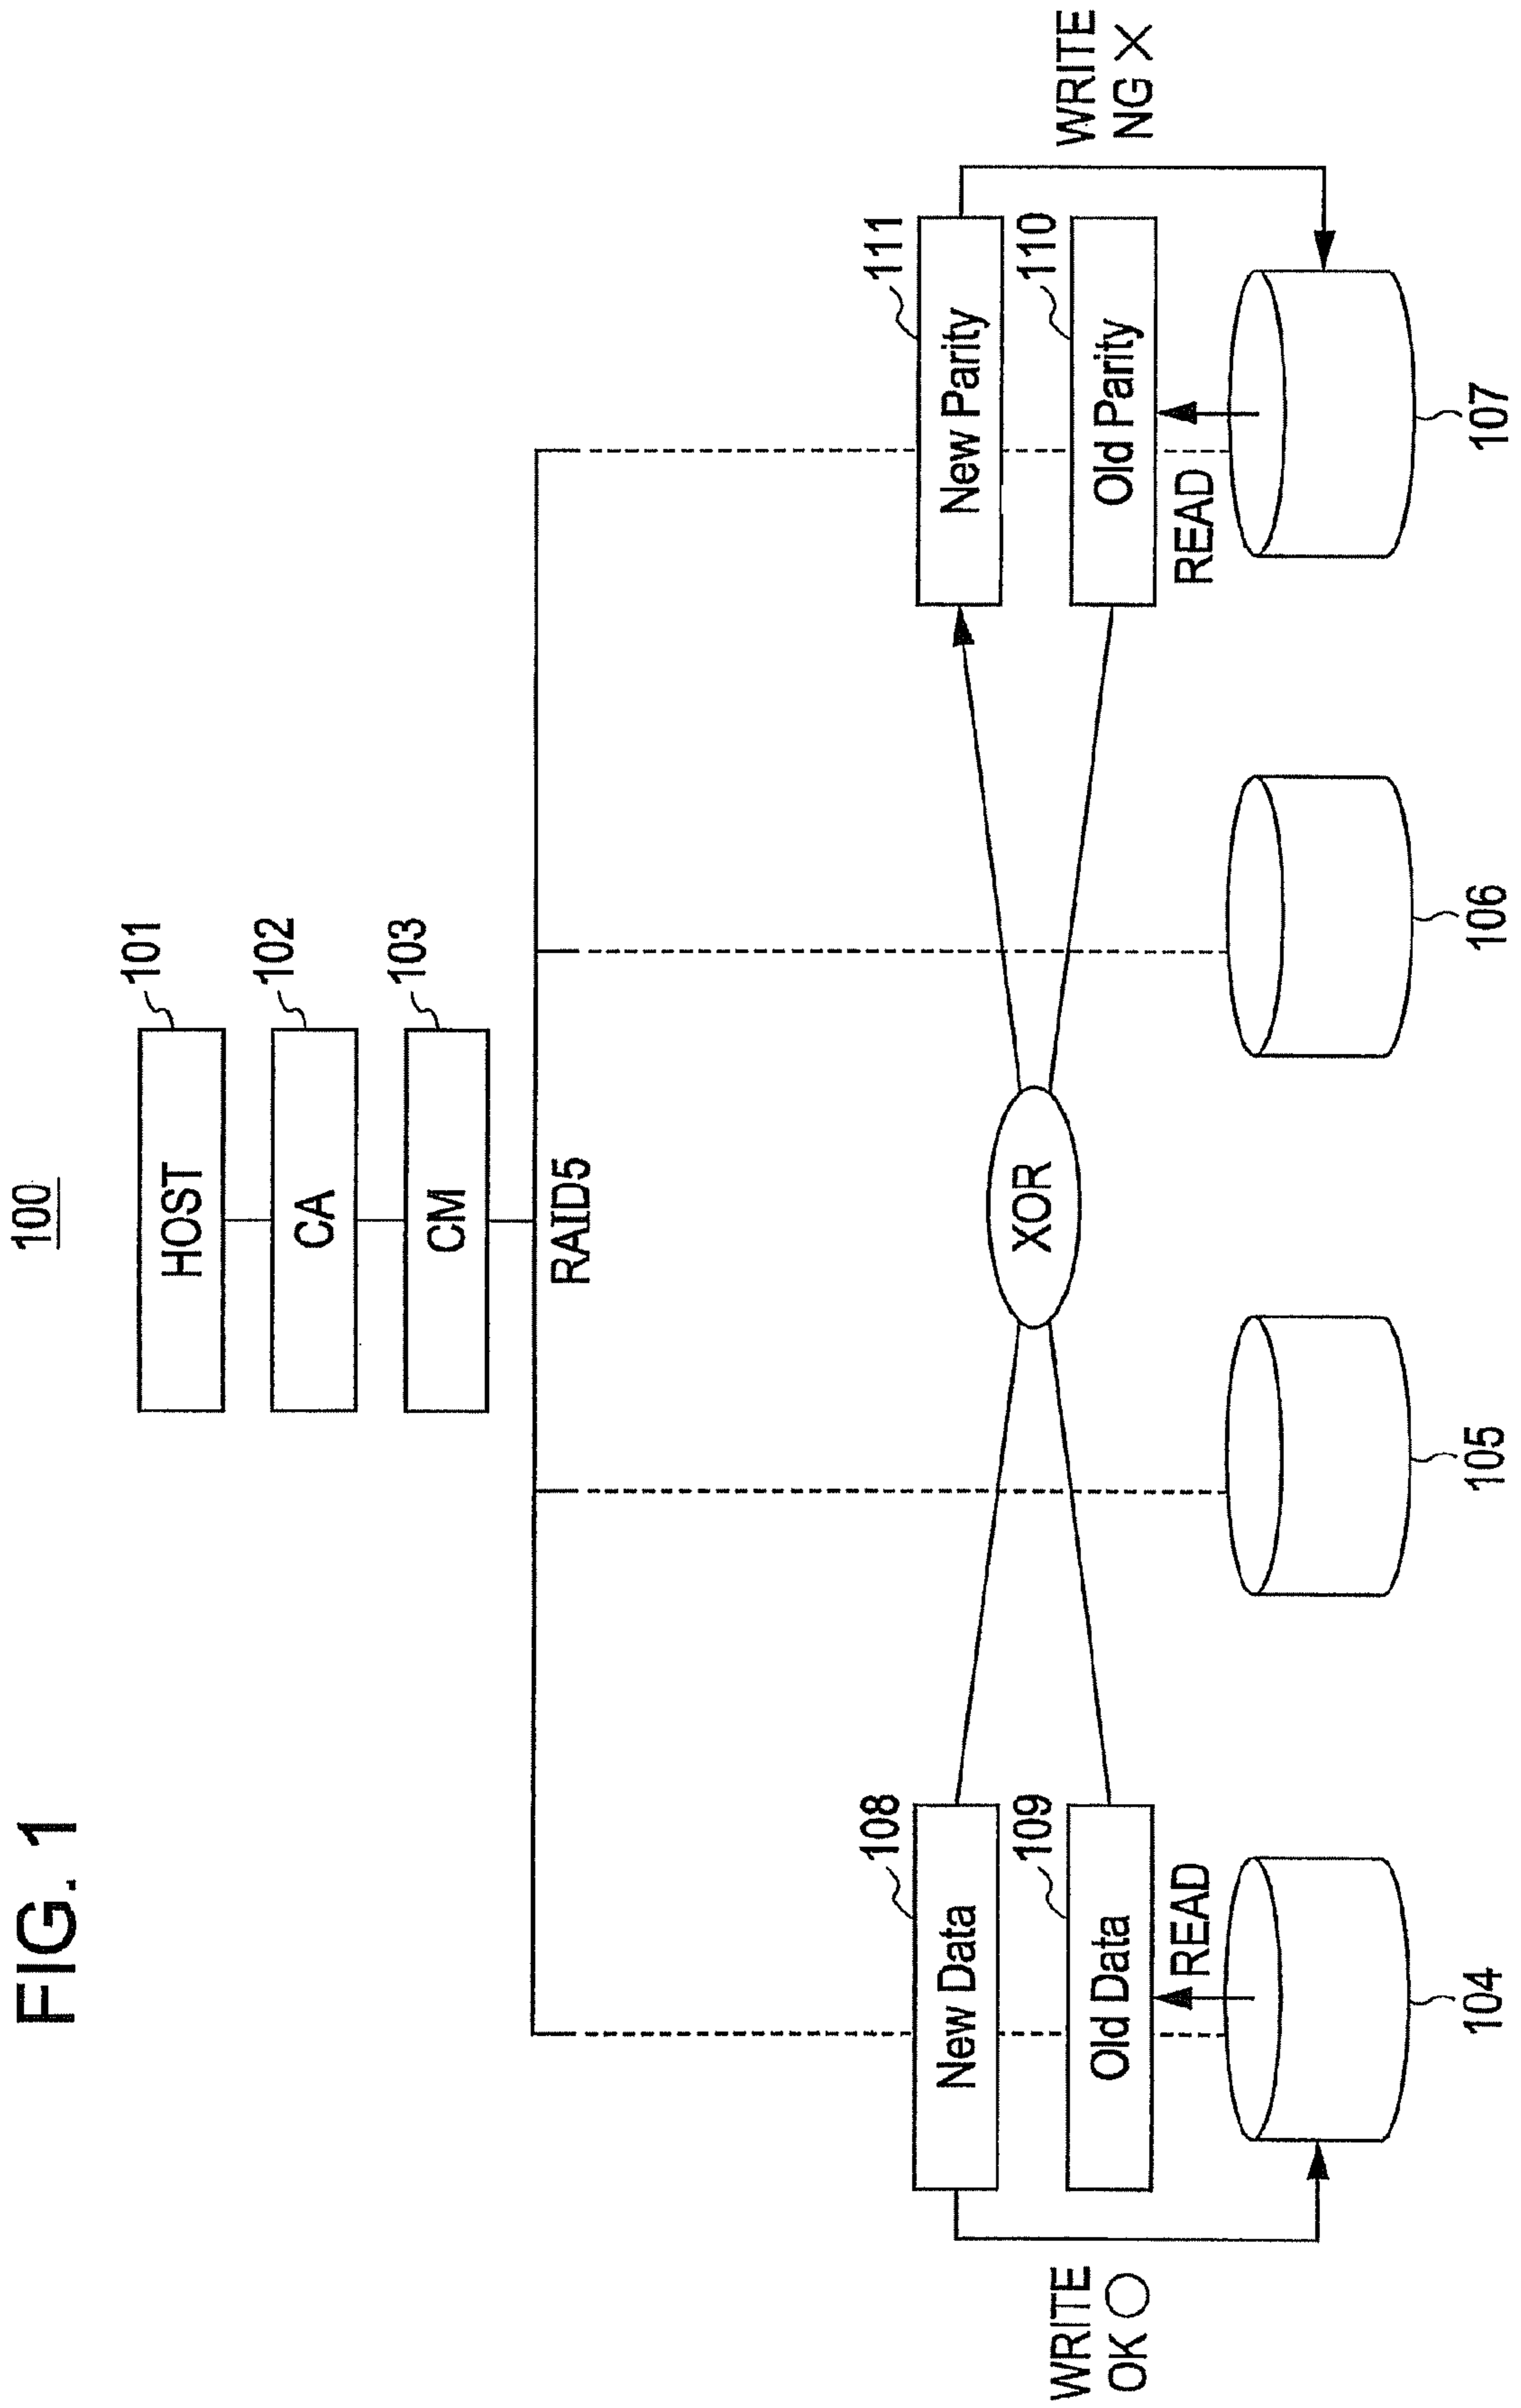 FIG. 1
100
HOST
101
CA
102
CM
103
RAID5
New Data
108
Old Data
109
READ
WRITE
OK ○
104
105
XOR
106
New Parity
111
Old Parity
110
READ
WRITE
NG ×
107